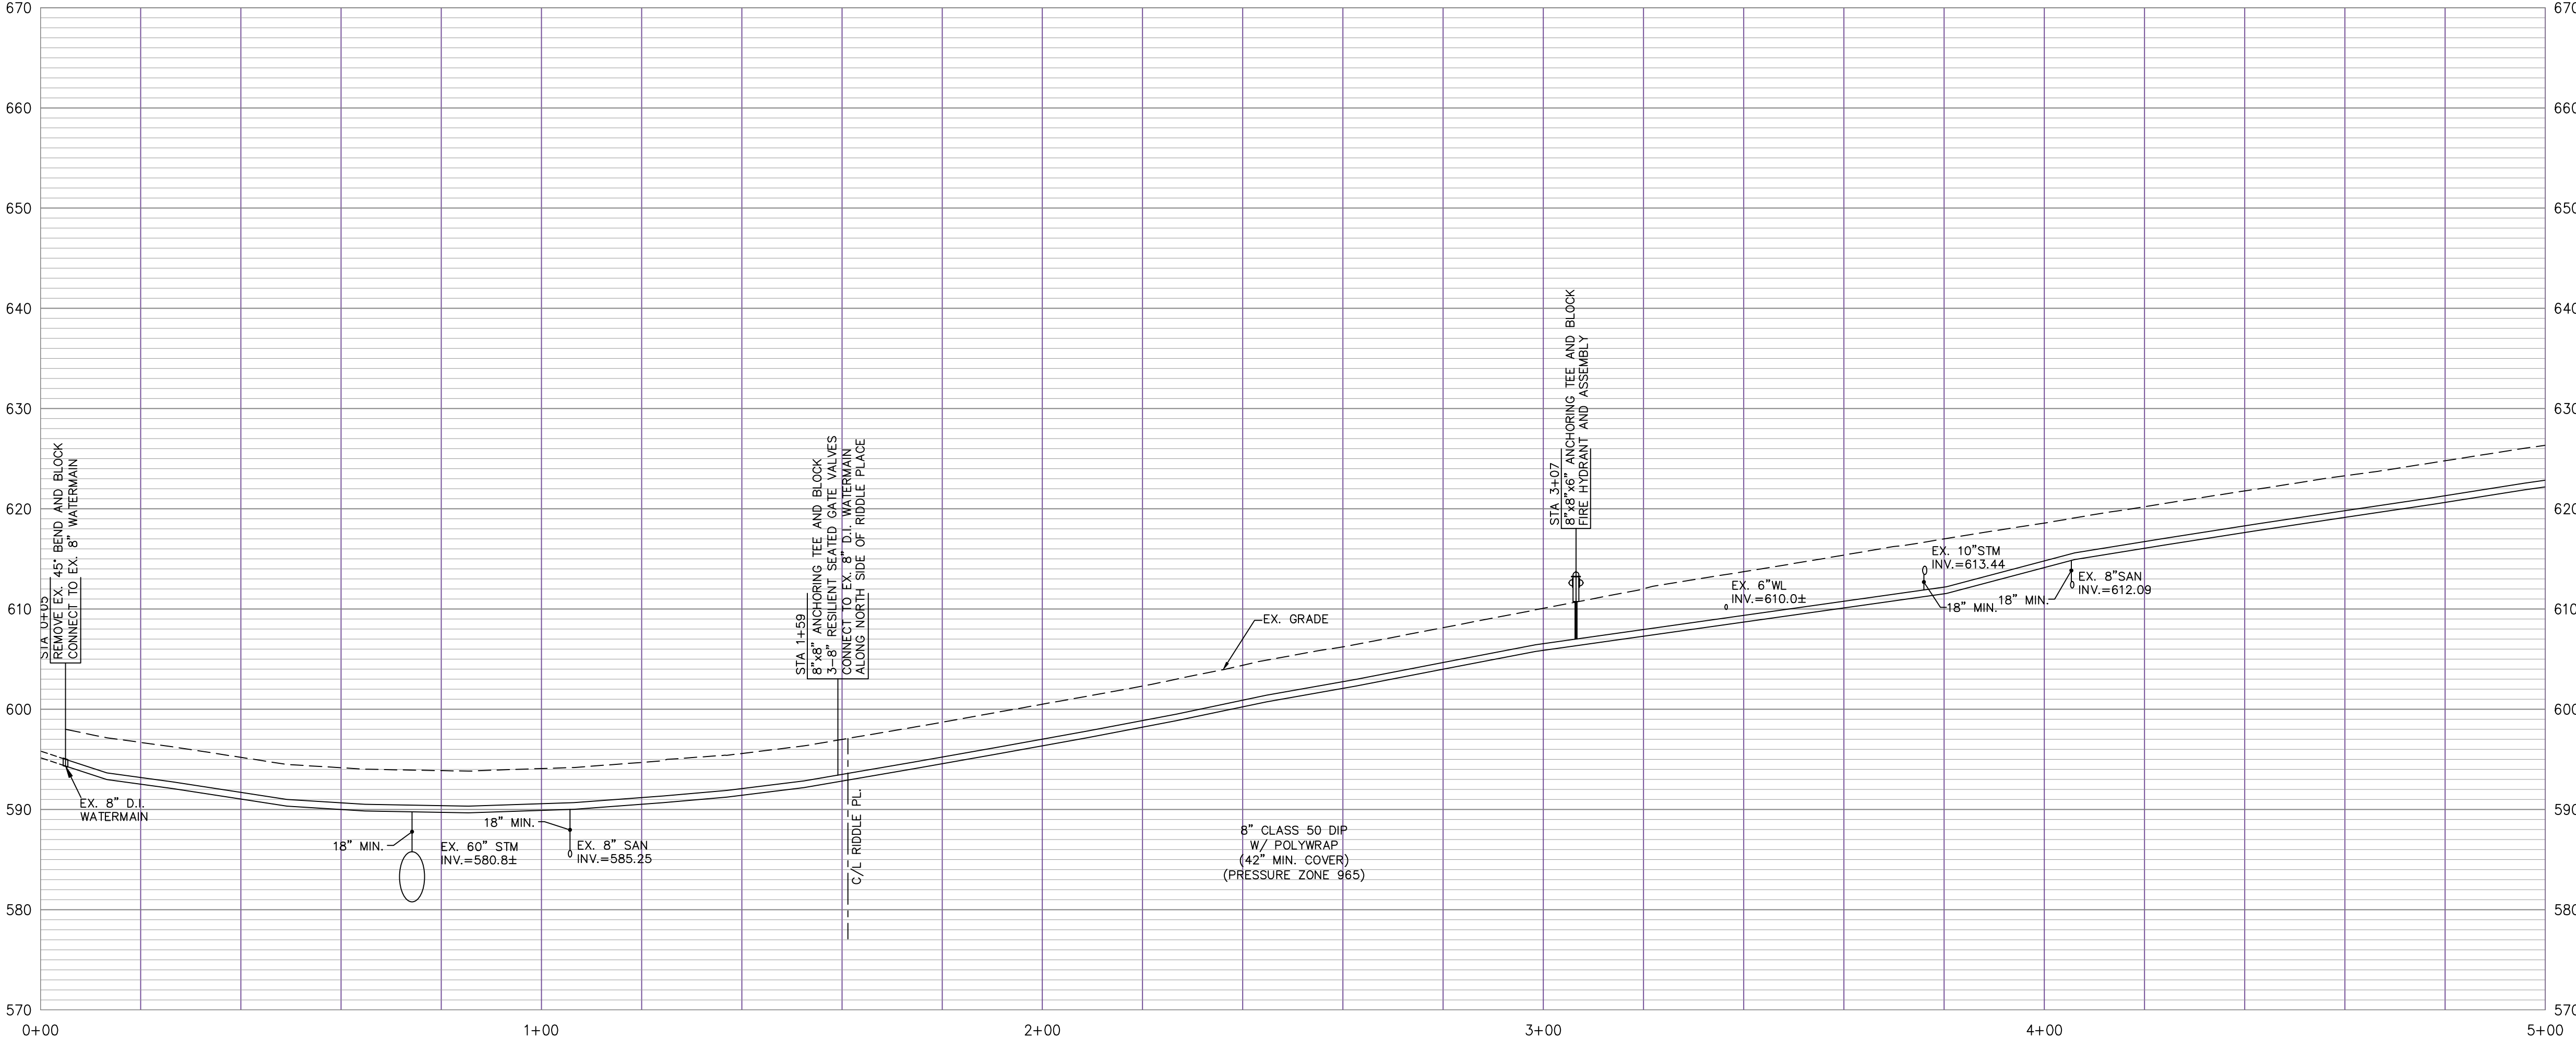 670
660
650
640
630
620
610
600
590
580
570
STA 0+05
REMOVE EX. 45° BEND AND BLOCK
CONNECT TO EX. 8" WATERMAIN
EX. 8" D.I.
WATERMAIN
18" MIN.
EX. 60" STM
INV.=580.8±
18" MIN.
EX. 8" SAN
INV.=585.25
STA 1+59
8"x8" ANCHORING TEE AND BLOCK
3-8" RESILIENT SEATED GATE VALVES
CONNECT TO EX. 8" D.I. WATERMAIN
ALONG NORTH SIDE OF RIDDLE PLACE
C/L RIDDLE PL.
EX. GRADE
8" CLASS 50 DIP
W/ POLYWRAP
(42" MIN. COVER)
(PRESSURE ZONE 965)
STA 3+07
8"x8"x6" ANCHORING TEE AND BLOCK
FIRE HYDRANT AND ASSEMBLY
EX. 6"WL
INV.=610.0±
EX. 10"STM
INV.=613.44
18" MIN.
18" MIN.
EX. 8"SAN
INV.=612.09
670
660
650
640
630
620
610
600
590
580
570
0+00
1+00
2+00
3+00
4+00
5+00